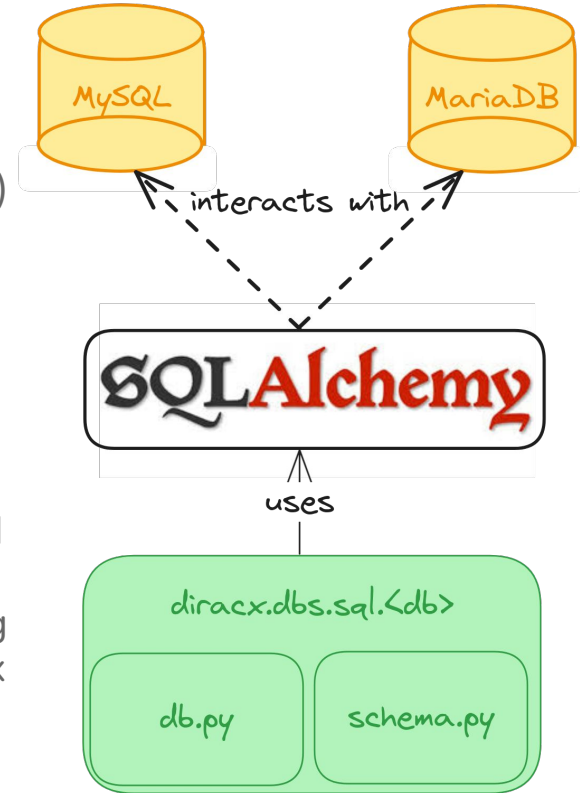 MySQL
MariaDB
)
interacts with
SQLAlchemy
uses
diracx.dbs.sql.<db>
g
db.py
schema.py